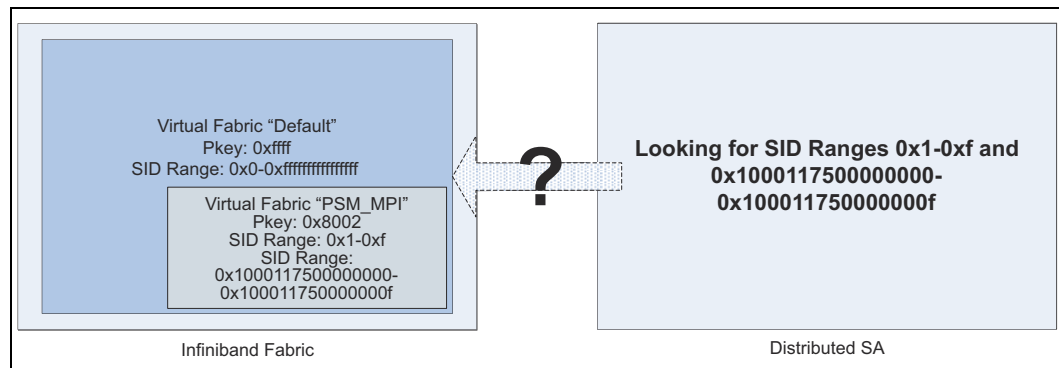 Virtual Fabric “Default”
Pkey: 0xffff
SID Range: 0x0-0xffffffffffffffff
Virtual Fabric “PSM_MPI”
Pkey: 0x8002
SID Range: 0x1-0xf
SID Range:
0x1000117500000000-
0x100011750000000f
Infiniband Fabric
?
Looking for SID Ranges 0x1-0xf and
0x1000117500000000-
0x100011750000000f
Distributed SA